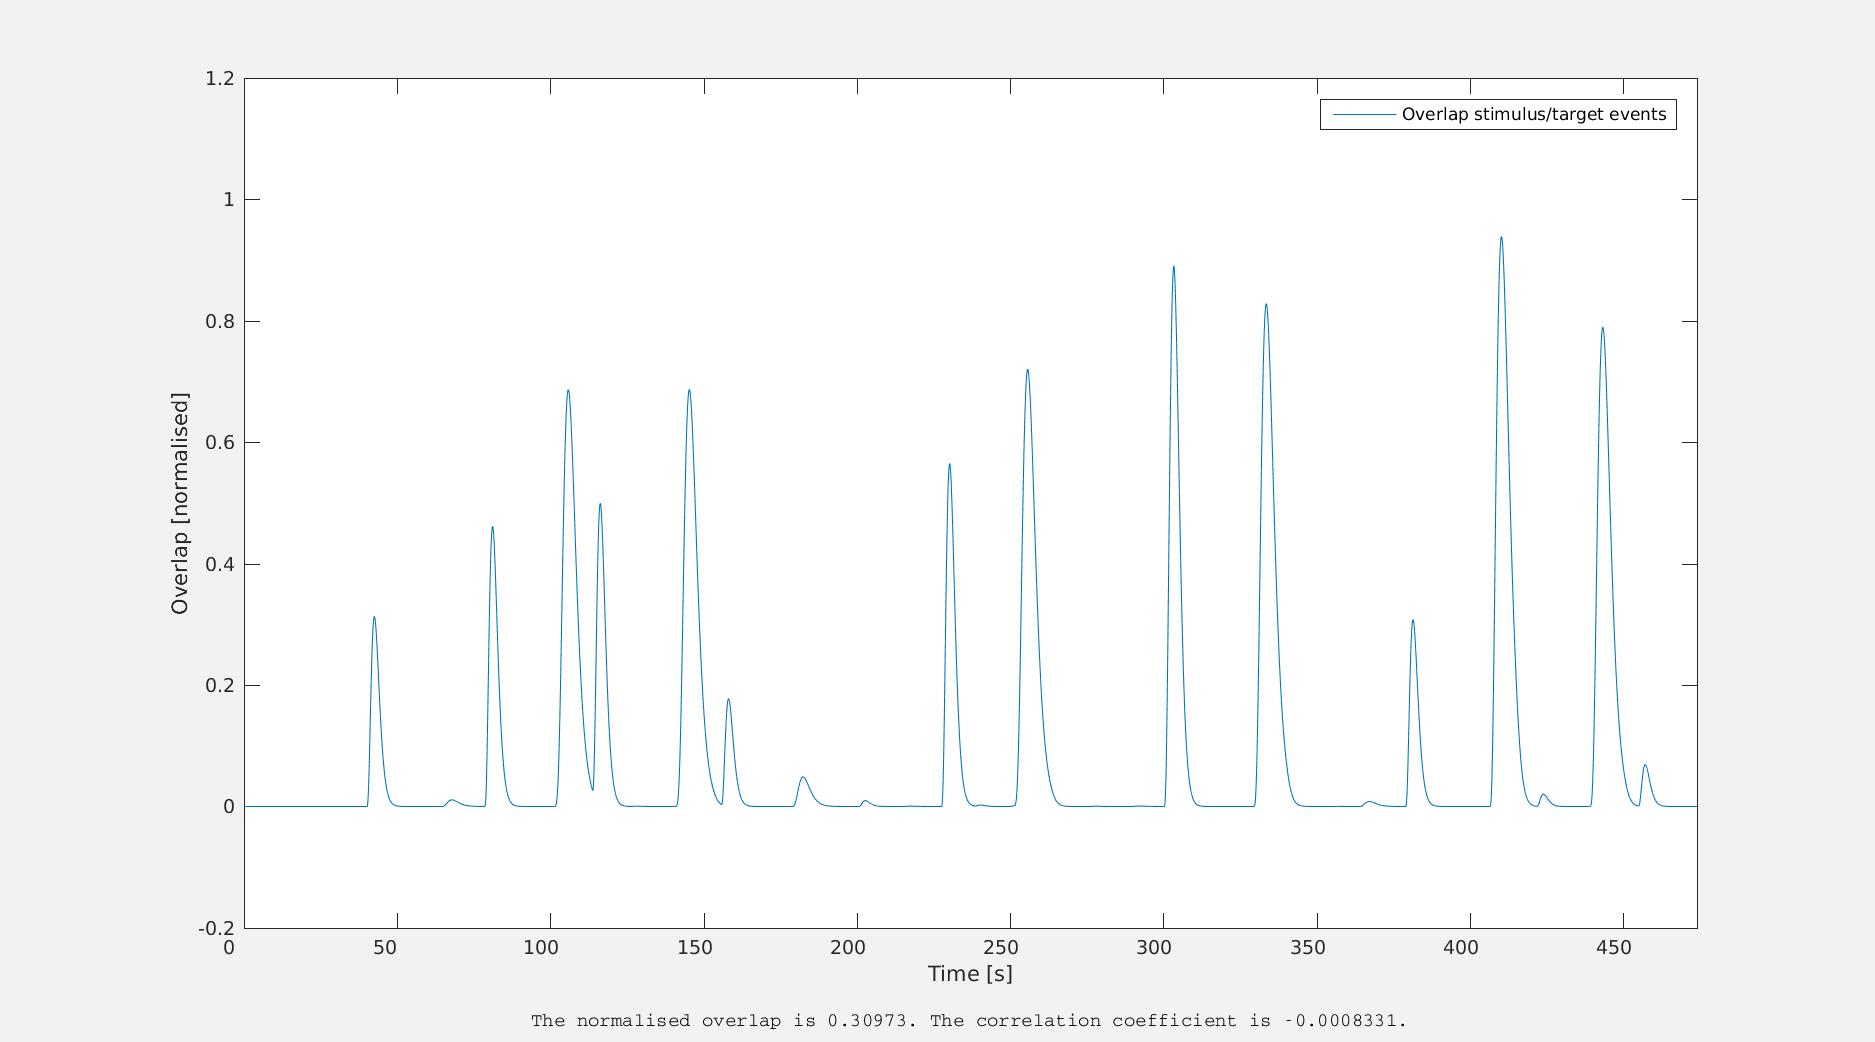 1.2
Overlap stimulus/target events
1
0.8
0.6
0.4
0.2
0
-0.2
Overlap [normalised]
0 50 100 150 200 250 300 350 400 450
Time [s]
The normalised overlap is 0.30973. The correlation coefficient is -0.0008331.